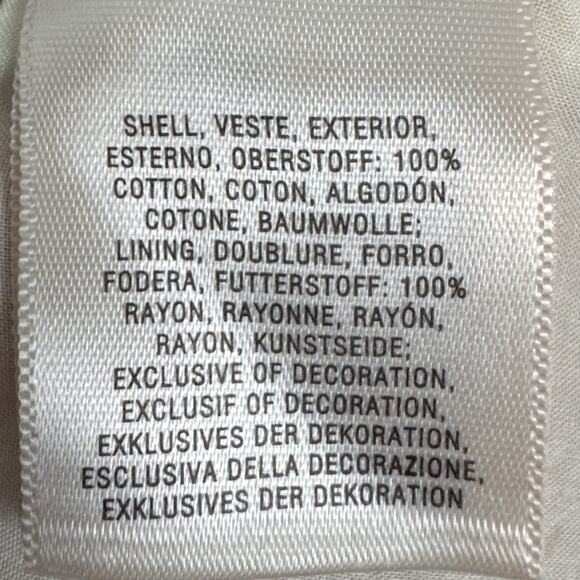 SHELL, VESTE, EXTERIOR,
ESTERNO, OBERSTOFF: 100%
COTTON, COTON, ALGODÓN,
COTONE, BAUMWOLLE;
LINING, DOUBLURE, FORRO,
FODERA, FUTTERSTOFF: 100%
RAYON, RAYONNE, RAYÓN,
RAYON, KUNSTSEIDE;
EXCLUSIVE OF DECORATION,
EXCLUSIF OF DECORATION,
EXKLUSIVES DER DEKORATION,
ESCLUSIVA DELLA DECORAZIONE,
EXKLUSIVES DER DEKORATION